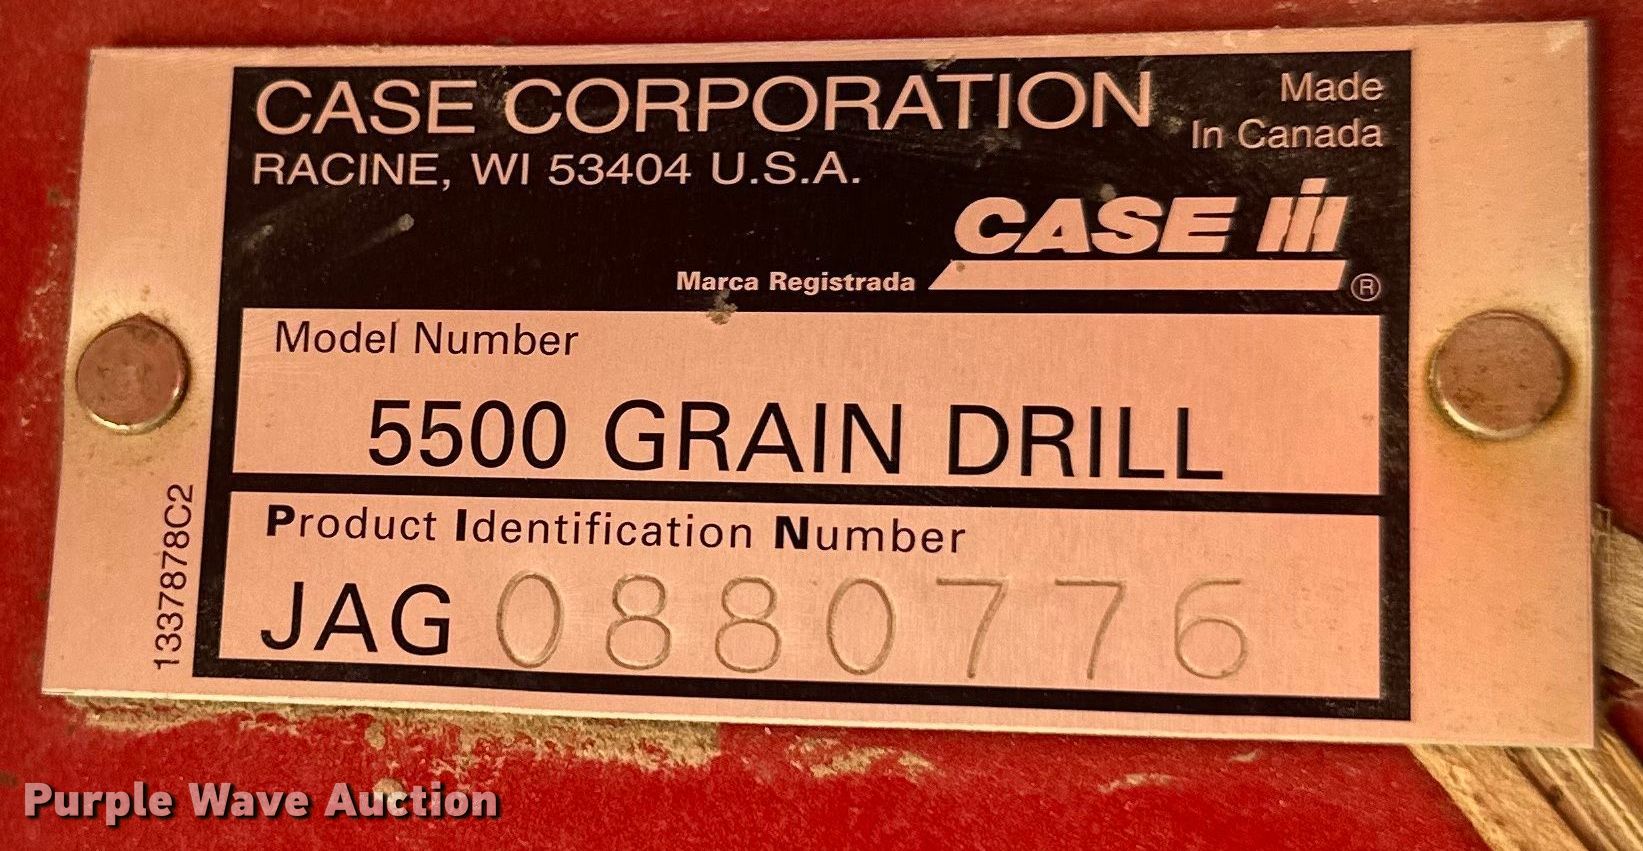 CASE CORPORATION
Made
In Canada
RACINE, WI 53404 U.S.A.
CASE IH
Marca Registrada ®
Model Number
5500 GRAIN DRILL
Product Identification Number
JAG 0880776
1337878C2
Purple Wave Auction